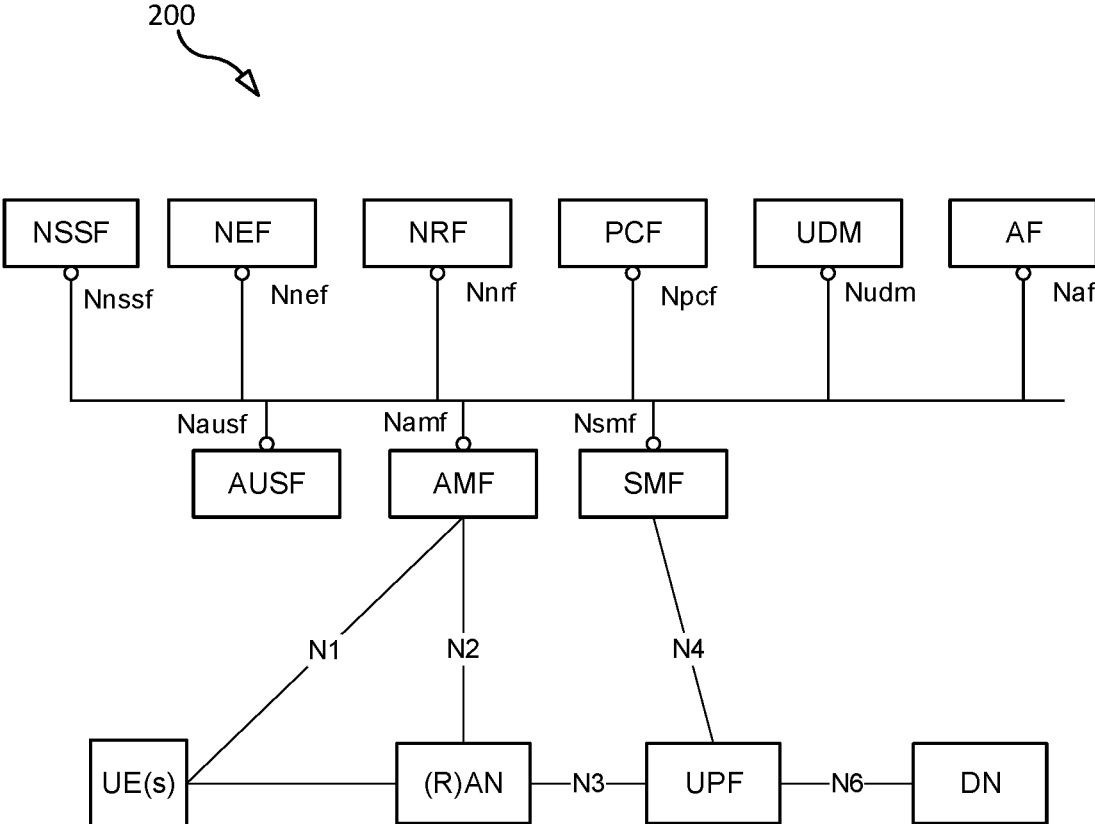 200
NSSF NEF NRF PCF UDM AF
Nnssf Nnef Nnrf Npcf Nudm Naf
Nausf Namf Nsmf
AUSF AMF SMF
N1 N2 N4
UE(s) (R)AN N3 UPF N6 DN